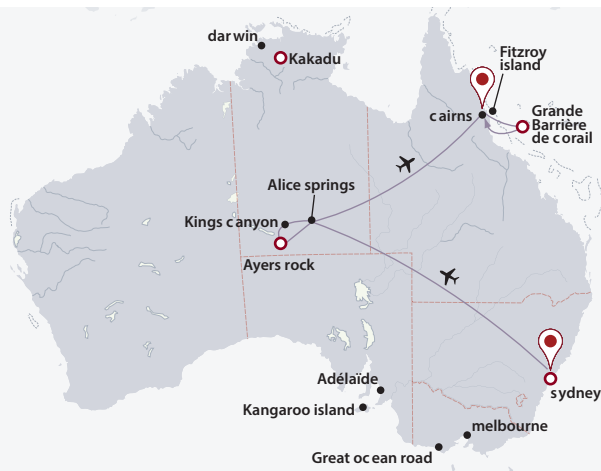 darwin
Kakadu
Fitzroy
island
cairns
Grande
Barrière
de corail
Alice springs
Kings canyon
Ayers rock
Adélaïde
sydney
Kangaroo island
melbourne
Great ocean road